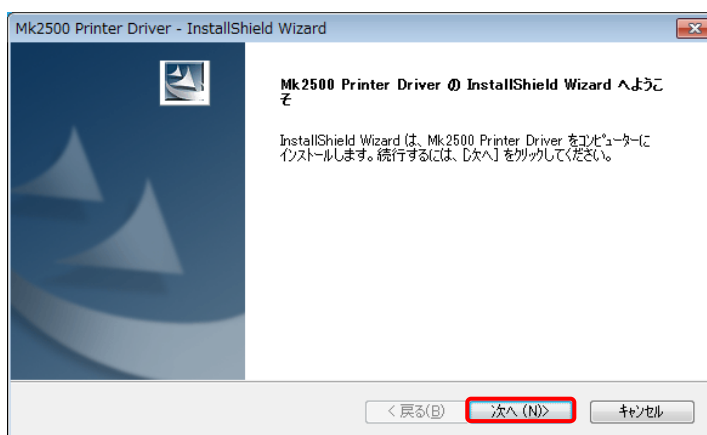 Mk2500 Printer Driver - InstallShield Wizard
Mk2500 Printer Driver の InstallShield Wizard へようこ
そ
InstallShield Wizard は、Mk2500 Printer Driver をコンピューターに
インストールします。続行するには、[次へ] をクリックしてください。
< 戻る(B)
次へ (N)>
キャンセル